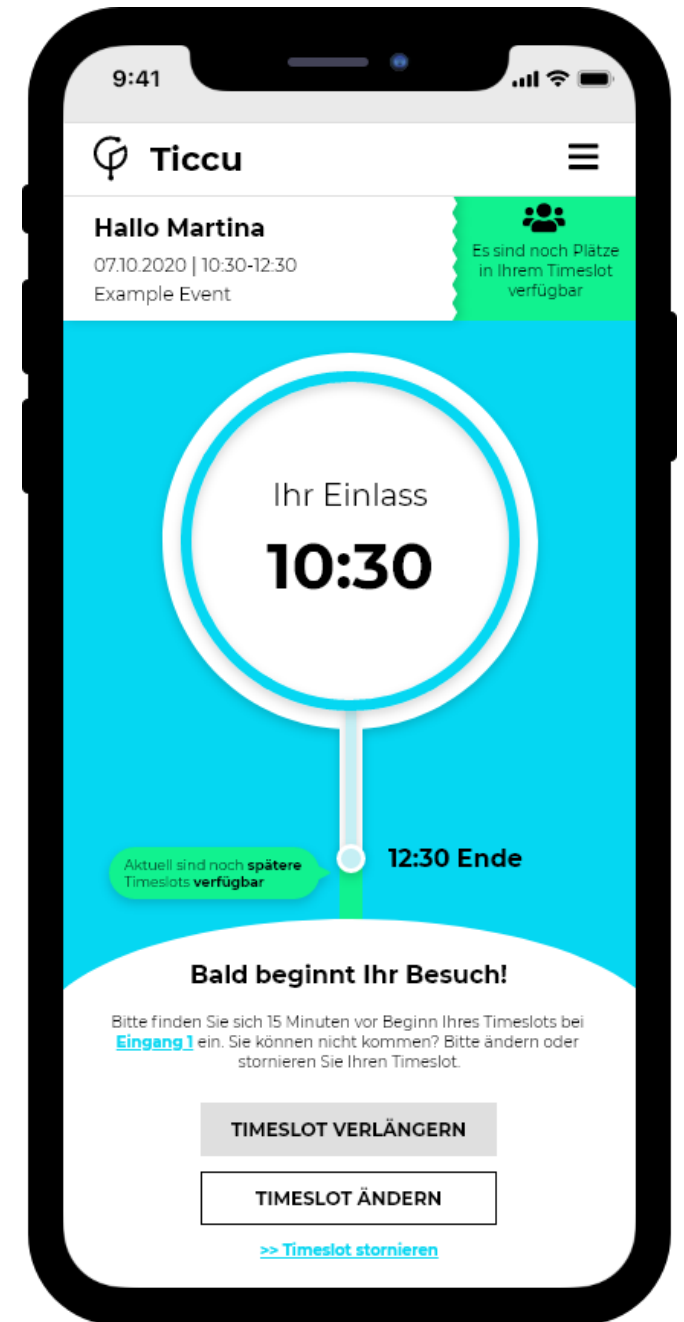 9:41
Ticcu
Hallo Martina
07.10.2020 | 10:30-12:30
Example Event
Es sind noch Plätze
in Ihrem Timeslot
verfügbar
Ihr Einlass
10:30
12:30 Ende
Aktuell sind noch spätere
Timeslots verfügbar
Bald beginnt Ihr Besuch!
Bitte finden Sie sich 15 Minuten vor Beginn Ihres Timeslots bei
Eingang 1 ein. Sie können nicht kommen? Bitte ändern oder
stornieren Sie Ihren Timeslot.
TIMESLOT VERLÄNGERN
TIMESLOT ÄNDERN
>> Timeslot stornieren